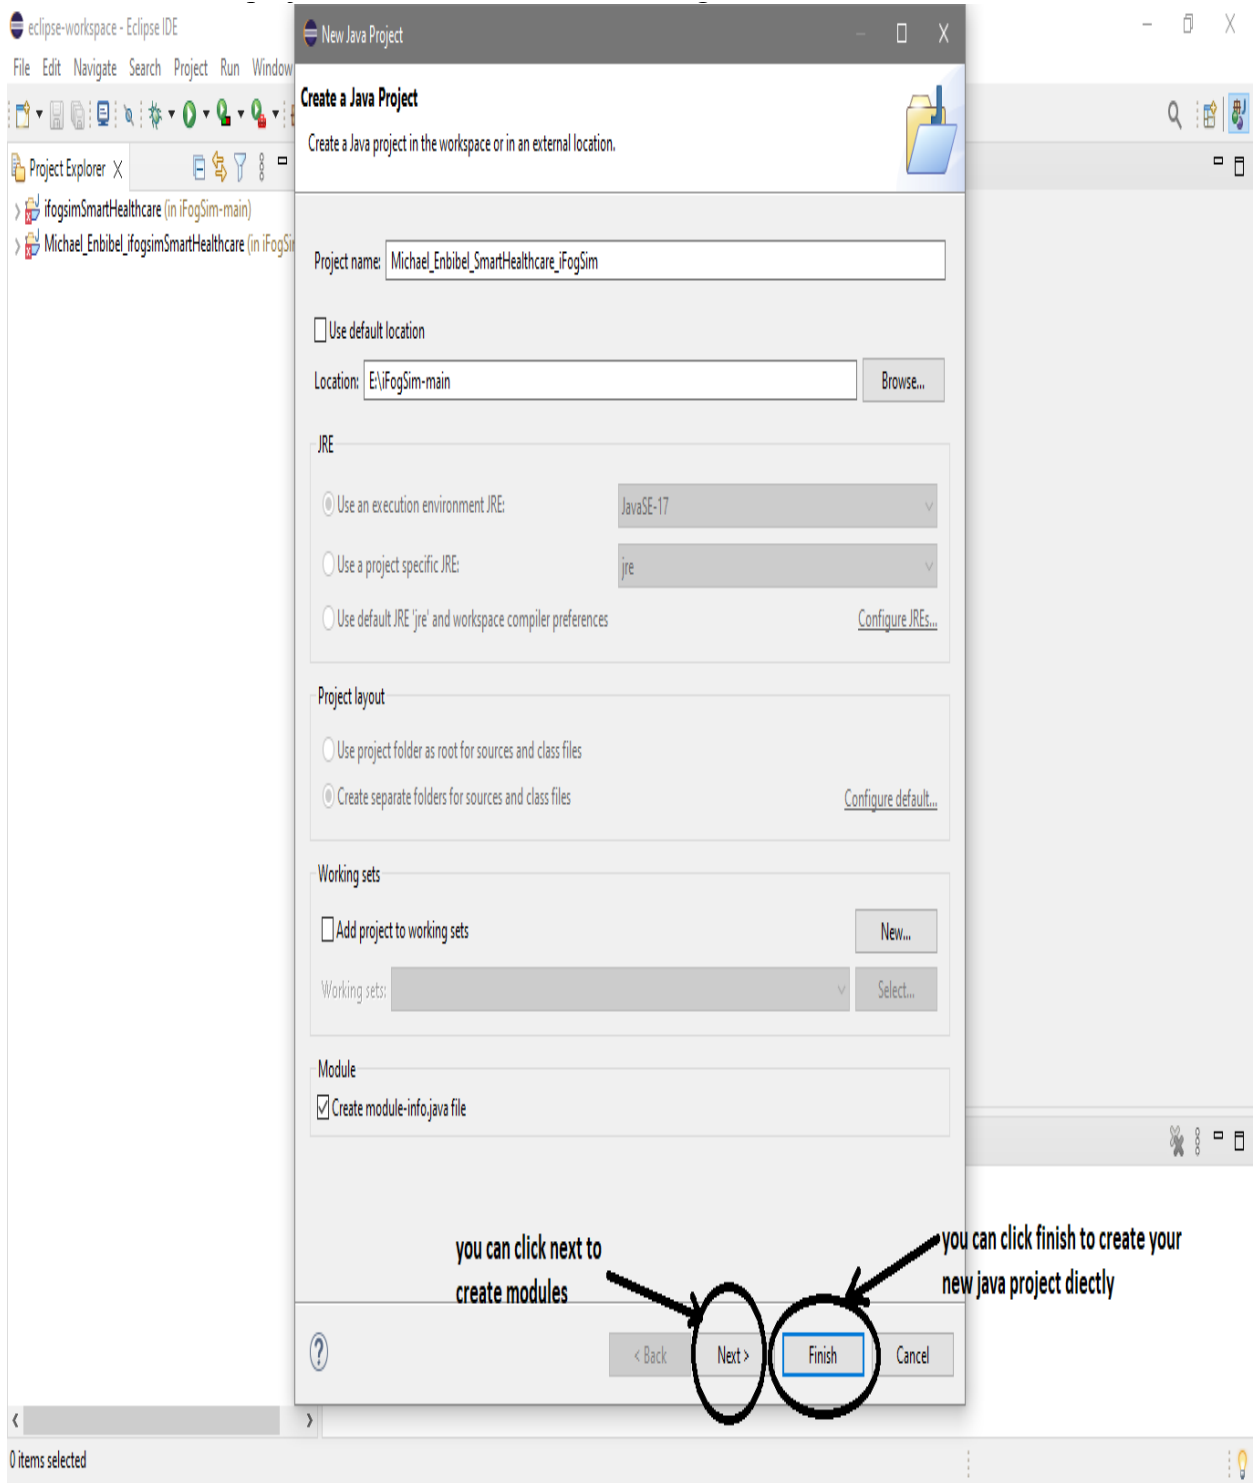 eclipse-workspace - Eclipse IDE
File Edit Navigate Search Project Run Window
Project Explorer
ifogsimSmartHealthcare (in iFogSim-main)
Michael_Enbibel_ifogsimSmartHealthcare (in iFogSi
New Java Project
Create a Java Project
Create a Java project in the workspace or in an external location.
Project name: Michael_Enbibel_SmartHealthcare_iFogSim
Use default location
Location: E:\iFogSim-main Browse...
JRE
Use an execution environment JRE: JavaSE-17
Use a project specific JRE: jre
Use default JRE 'jre' and workspace compiler preferences Configure JREs...
Project layout
Use project folder as root for sources and class files
Create separate folders for sources and class files Configure default...
Working sets
Add project to working sets New...
Working sets: Select...
Module
Create module-info.java file
you can click next to
create modules
you can click finish to create your
new java project diectly
< Back Next > Finish Cancel
0 items selected